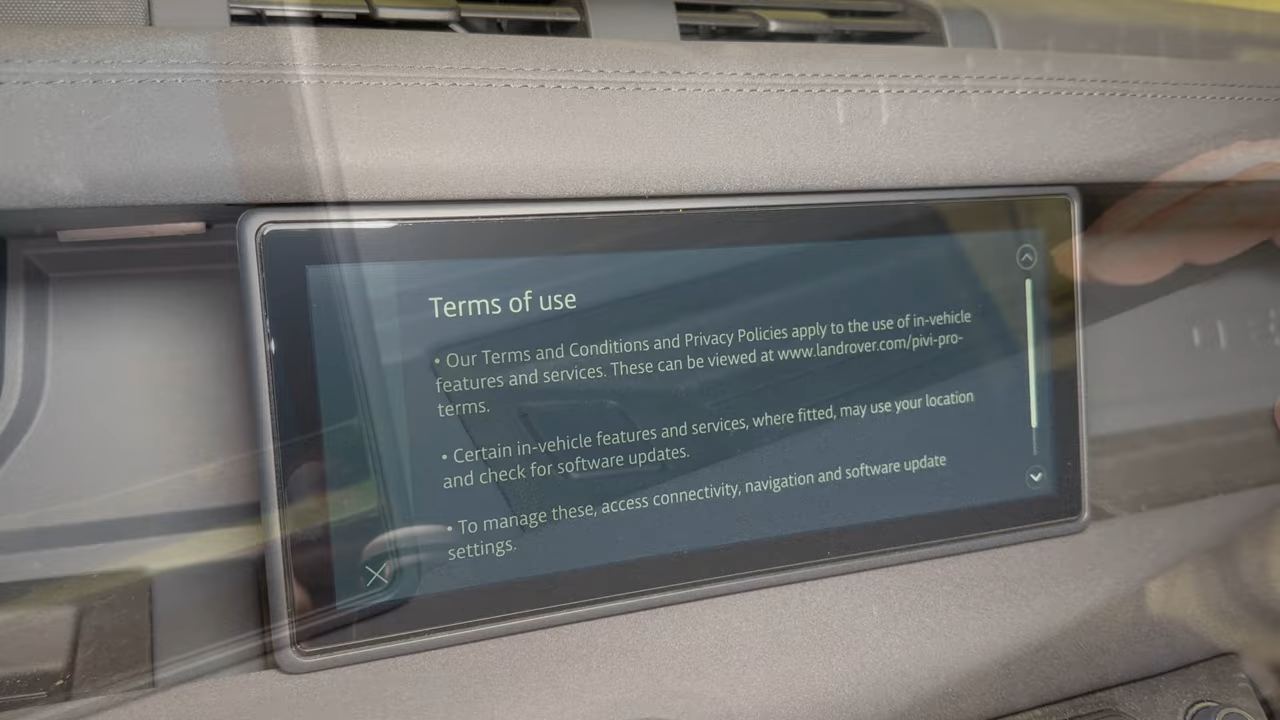 Terms of use
• Our Terms and Conditions and Privacy Policies apply to the use of in-vehicle
features and services. These can be viewed at www.landrover.com/pivi-pro-
terms.
• Certain in-vehicle features and services, where fitted, may use your location
and check for software updates.
• To manage these, access connectivity, navigation and software update
settings.